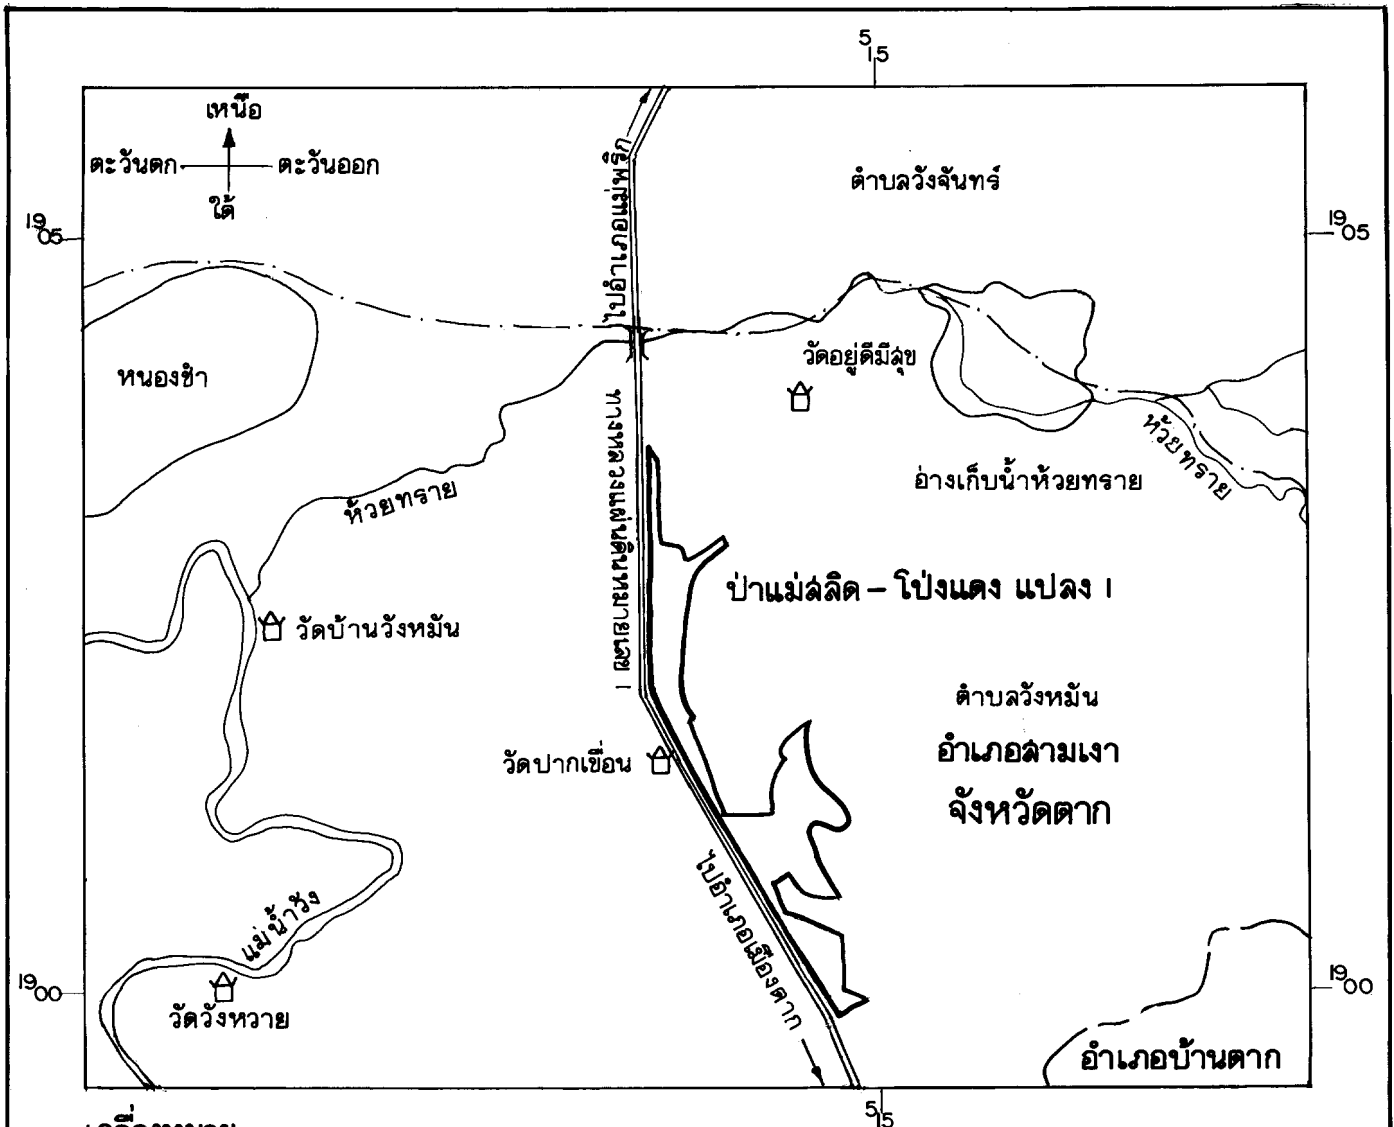 5 15
เหนือ
ตะวันตก ตะวันออก
ใต้
ตำบลวังจันทร์
1905
1905
ไปอำเภอแม่พริก
วัดอยู่ดีมีสุข
หนองชำ
ห้วยทราย
ห้วยทราย
อ่างเก็บน้ำห้วยทราย
ทางหลวงแผ่นดินหมายเลข 1
ป่าแม่สลิด - โป่งแดง แปลง 1
วัดบ้านวังหมัน
ตำบลวังหมัน
อำเภอสามเงา
วัดปากเขื่อน
จังหวัดตาก
ไปอำเภอเมืองตาก
แม่น้ำวัง
1900
1900
วัดวังหวาย
อำเภอบ้านตาก
5 15